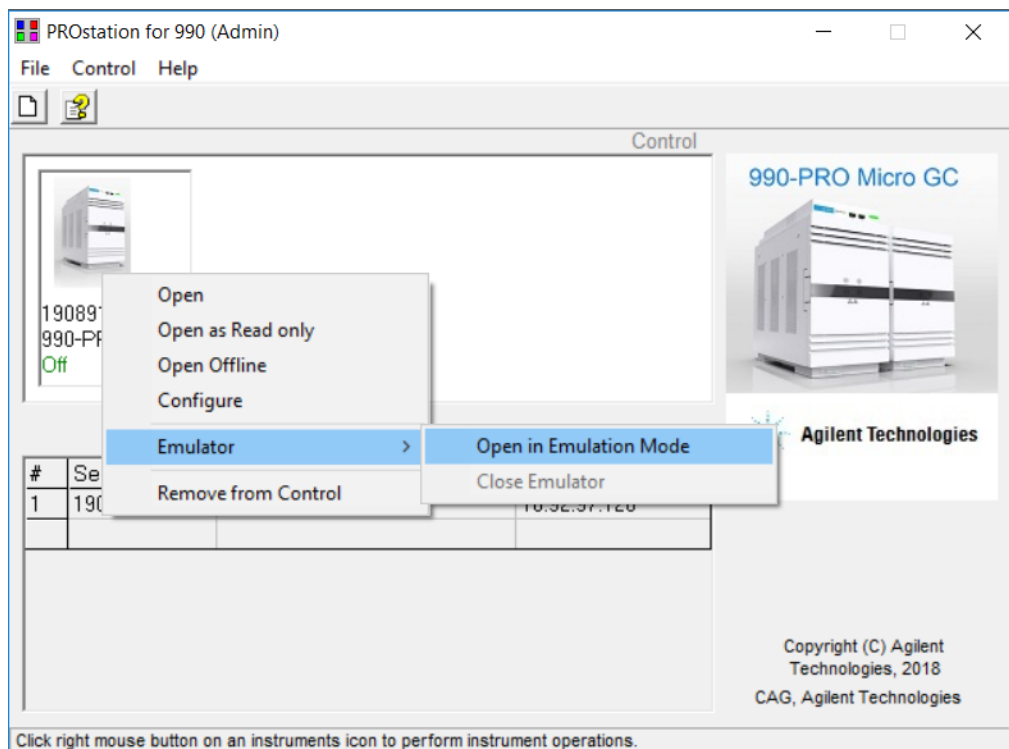 PROstation for 990 (Admin)
File Control Help
Control
990-PRO Micro GC
Open
Open as Read only
Open Offline
Configure
Emulator >
Remove from Control
Open in Emulation Mode
Close Emulator
Off
#
1
Agilent Technologies
Copyright (C) Agilent
Technologies, 2018
CAG, Agilent Technologies
Click right mouse button on an instruments icon to perform instrument operations.